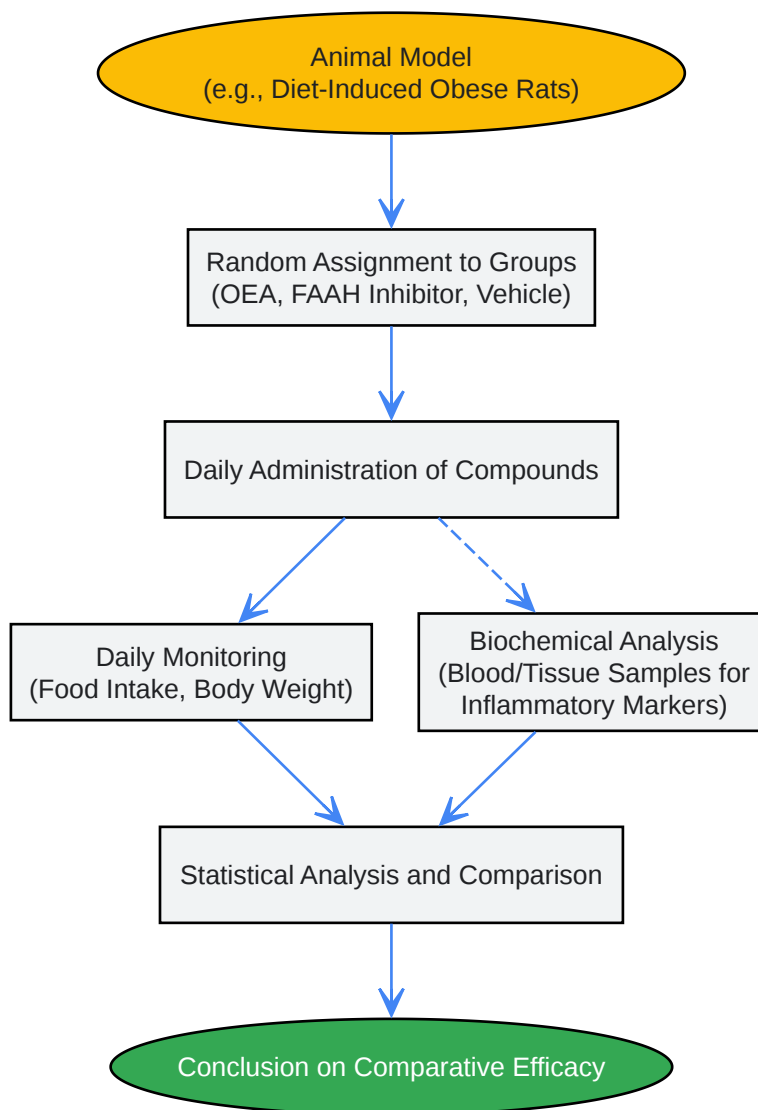 Animal Model
(e.g., Diet-Induced Obese Rats)
Random Assignment to Groups
(OEA, FAAH Inhibitor, Vehicle)
Daily Administration of Compounds
Daily Monitoring
(Food Intake, Body Weight)
Biochemical Analysis
(Blood/Tissue Samples for
Inflammatory Markers)
Statistical Analysis and Comparison
Conclusion on Comparative Efficacy